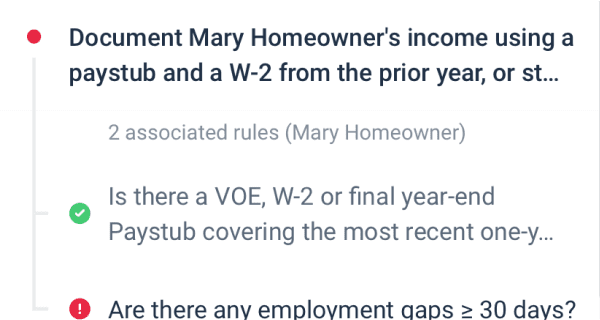 Document Mary Homeowner's income using a
paystub and a W-2 from the prior year, or st...
2 associated rules (Mary Homeowner)
Is there a VOE, W-2 or final year-end
Paystub covering the most recent one-y...
Are there any employment gaps ≥ 30 days?